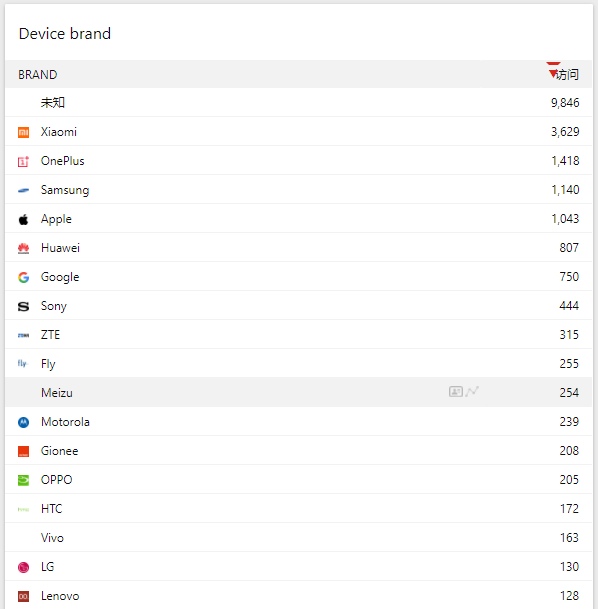 Device brand
BRAND 访问
未知 9,846
Xiaomi 3,629
OnePlus 1,418
Samsung 1,140
Apple 1,043
Huawei 807
Google 750
Sony 444
ZTE 315
Fly 255
Meizu 254
Motorola 239
Gionee 208
OPPO 205
HTC 172
Vivo 163
LG 130
Lenovo 128